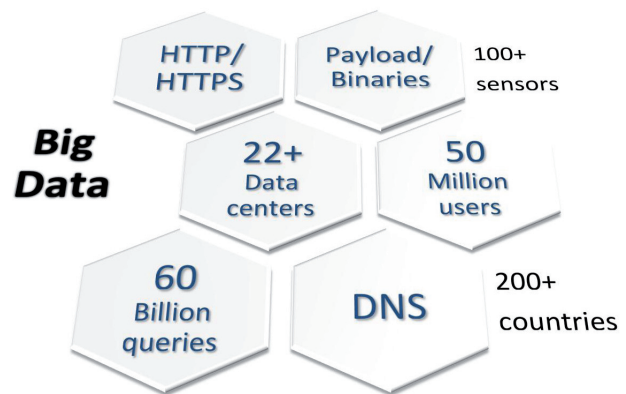 HTTP/
HTTPS
Payload/
Binaries
100+
sensors
Big
Data
22+
Data
centers
50
Million
users
60
Billion
queries
DNS
200+
countries